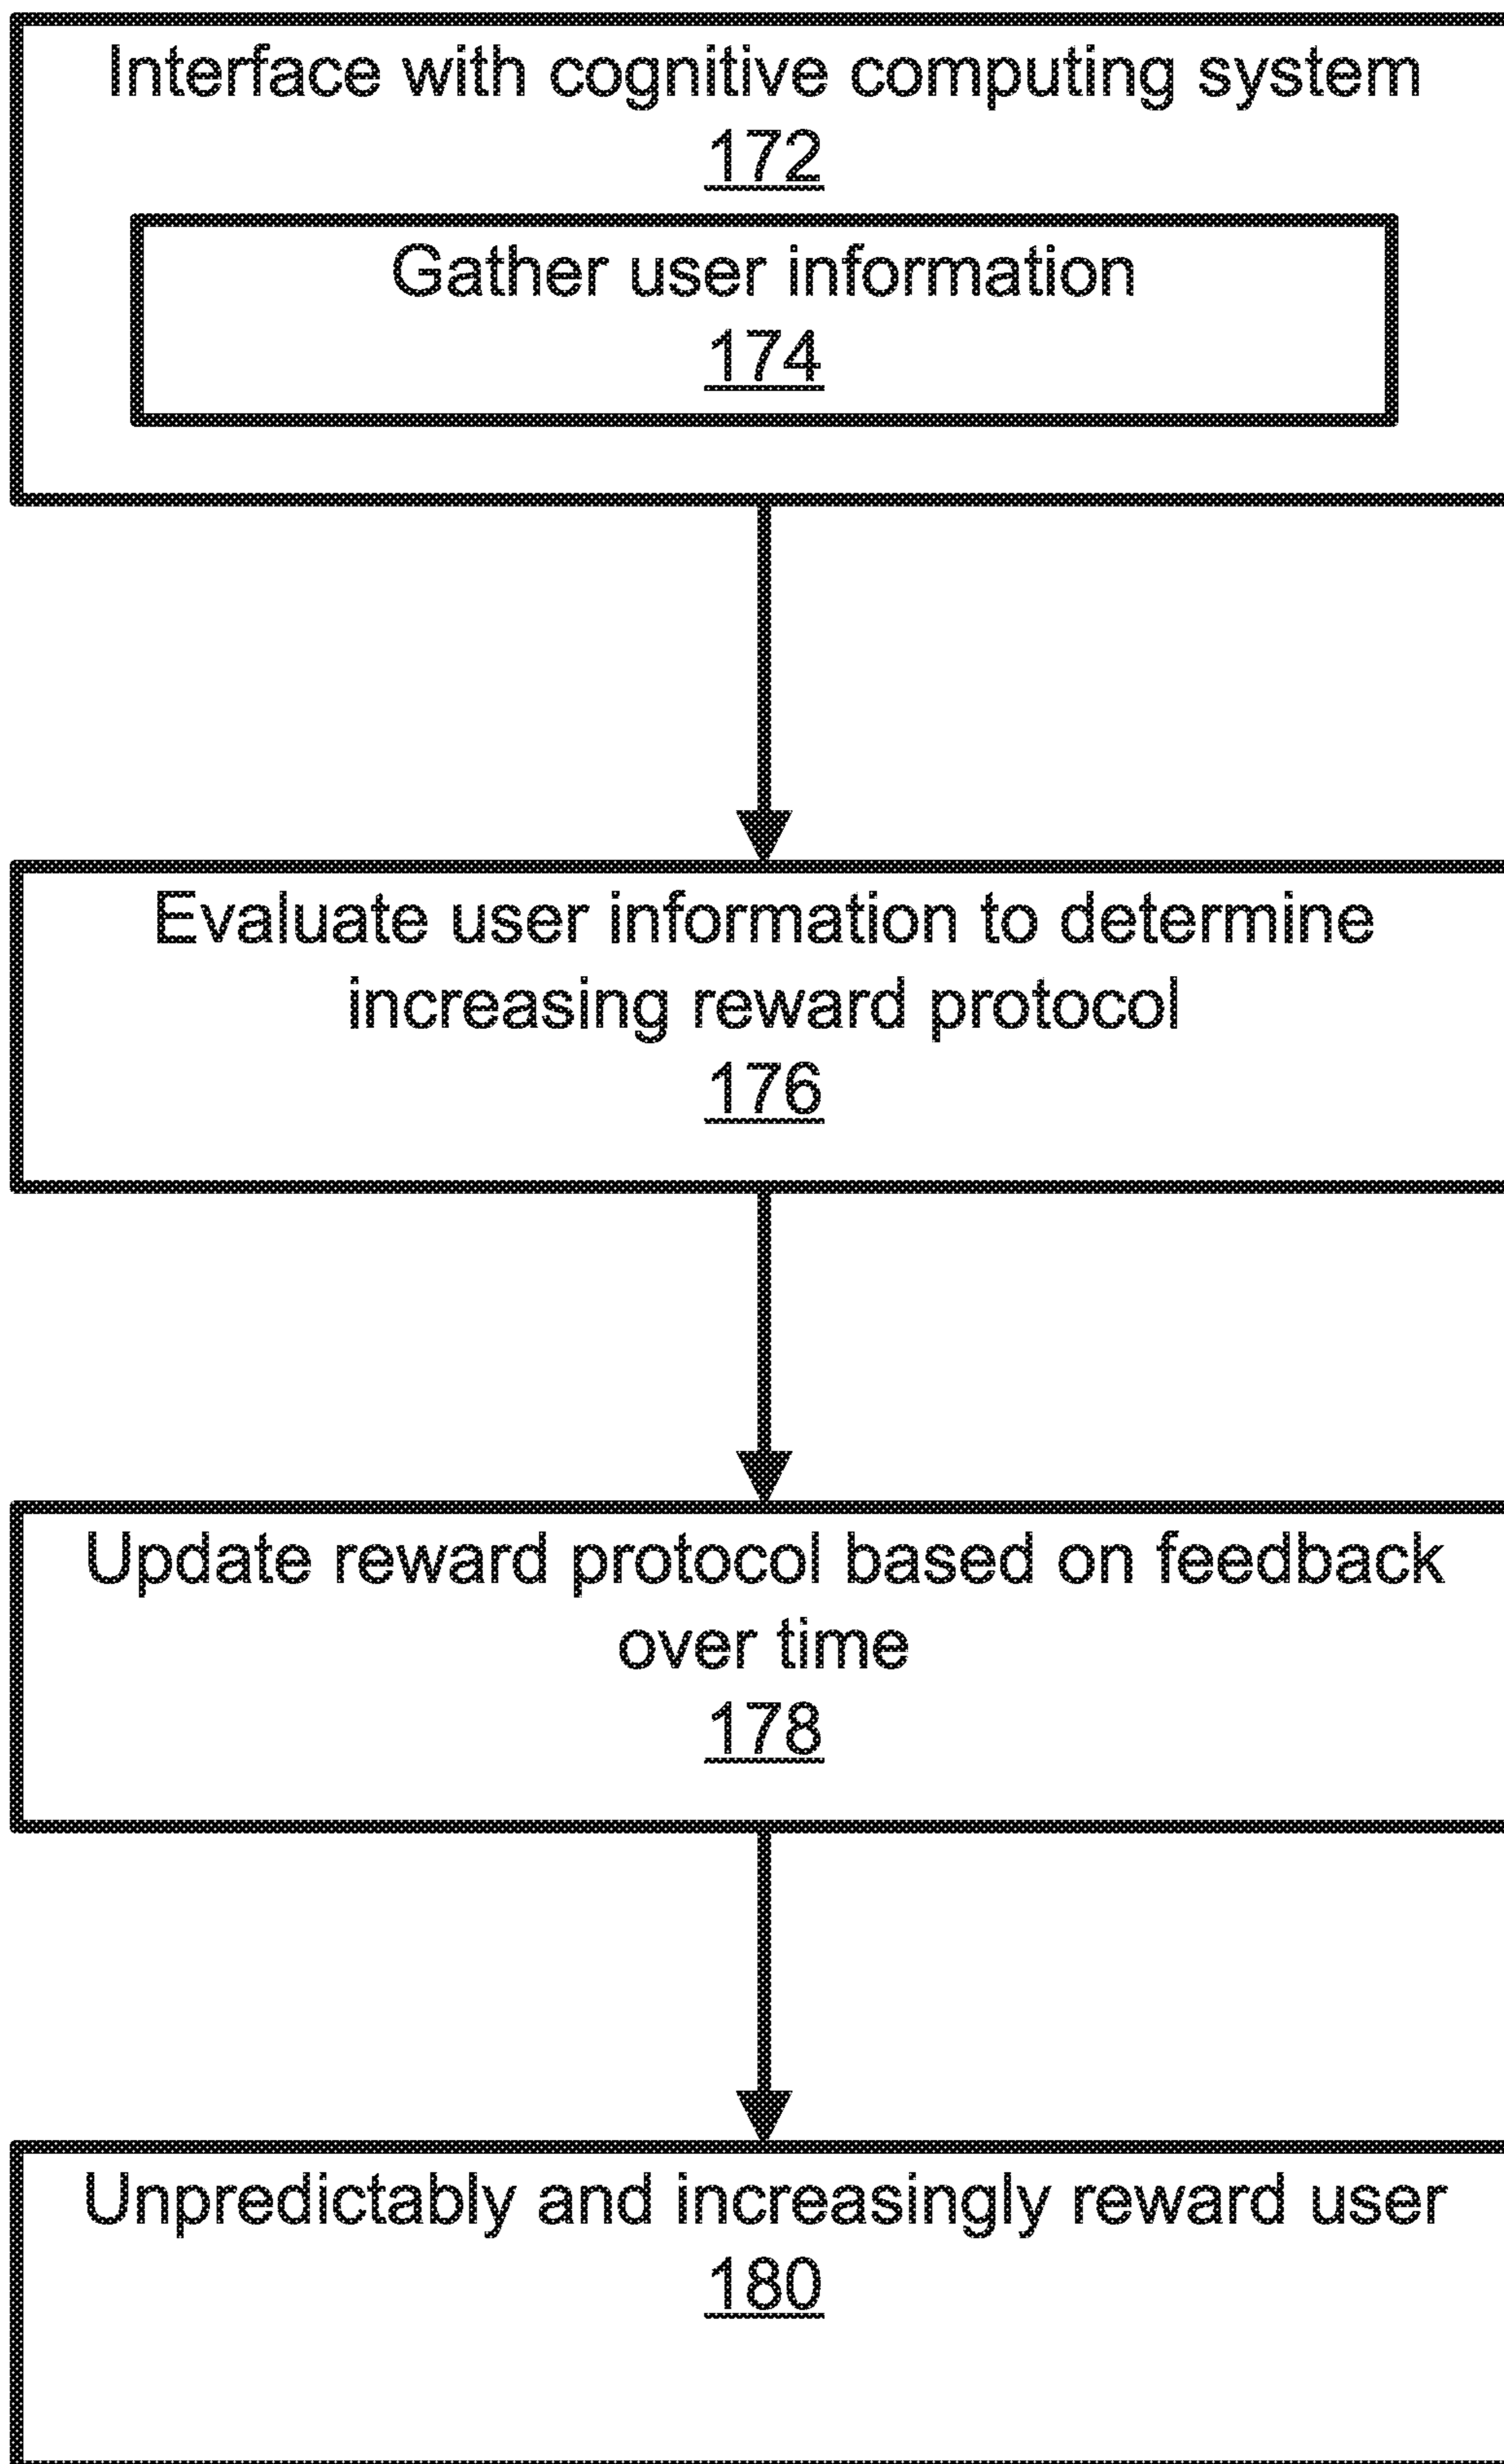 Interface with cognitive computing system
172
Gather user information
174
Evaluate user information to determine
increasing reward protocol
176
Update reward protocol based on feedback
over time
178
Unpredictably and increasingly reward user
180